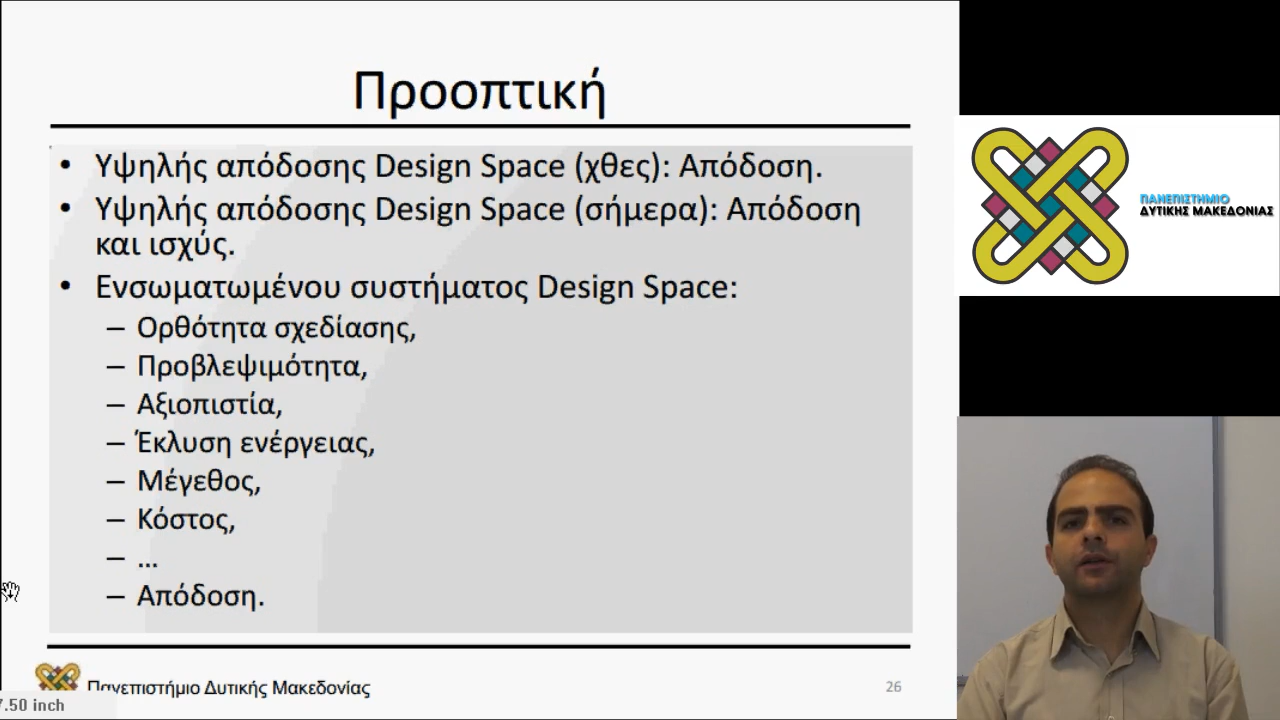 Προοπτική
• Υψηλής απόδοσης Design Space (χθες): Απόδοση.
• Υψηλής απόδοσης Design Space (σήμερα): Απόδοση
και ισχύς.
• Ενσωματωμένου συστήματος Design Space:
– Ορθότητα σχεδίασης,
– Προβλεψιμότητα,
– Αξιοπιστία,
– Έκλυση ενέργειας,
– Μέγεθος,
– Κόστος,
– …
– Απόδοση.
Πανεπιστήμιο Δυτικής Μακεδονίας
26
7.50 inch
ΠΑΝΕΠΙΣΤΗΜΙΟ
ΔΥΤΙΚΗΣ ΜΑΚΕΔΟΝΙΑΣ